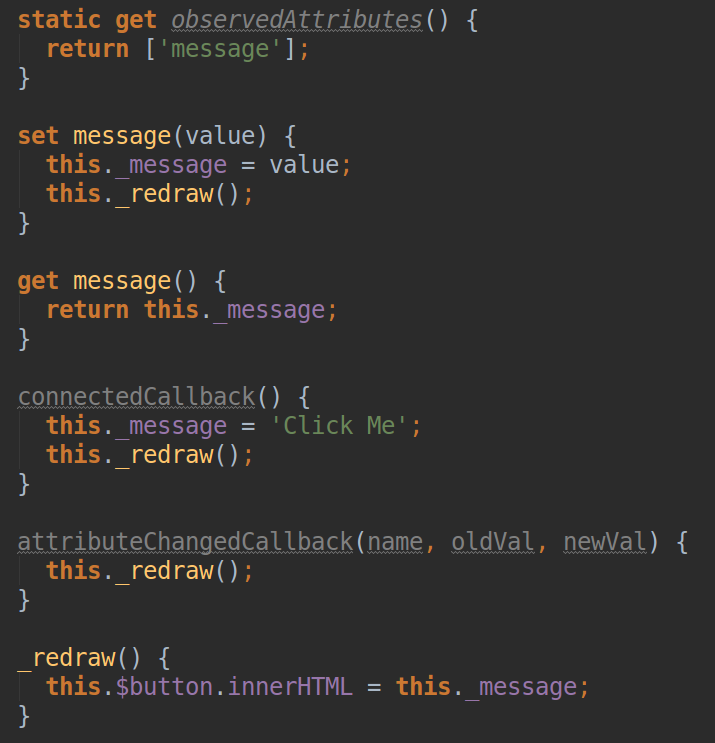 static get observedAttributes() {
  return ['message'];
}

set message(value) {
  this._message = value;
  this._redraw();
}

get message() {
  return this._message;
}

connectedCallback() {
  this._message = 'Click Me';
  this._redraw();
}

attributeChangedCallback(name, oldVal, newVal) {
  this._redraw();
}

_redraw() {
  this.$button.innerHTML = this._message;
}